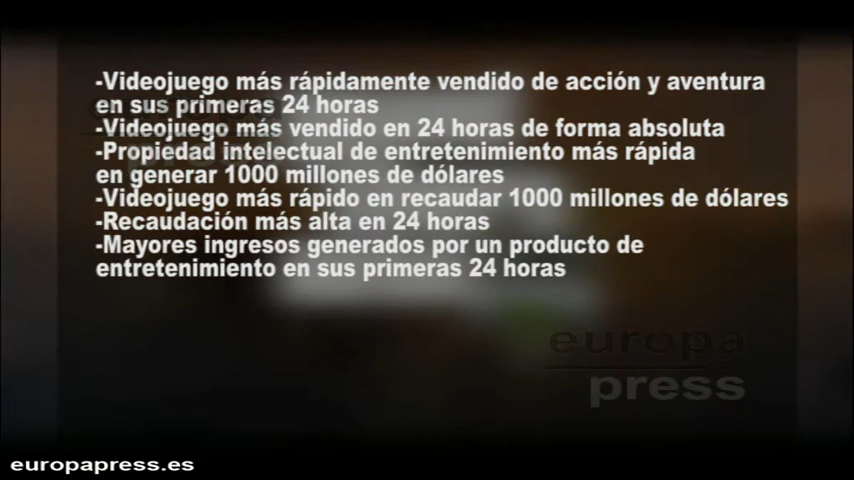 -Videojuego más rápidamente vendido de acción y aventura
en sus primeras 24 horas
-Videojuego más vendido en 24 horas de forma absoluta
-Propiedad intelectual de entretenimiento más rápida
en generar 1000 millones de dólares
-Videojuego más rápido en recaudar 1000 millones de dólares
-Recaudación más alta en 24 horas
-Mayores ingresos generados por un producto de
entretenimiento en sus primeras 24 horas
europa
press
europa
press
europapress.es